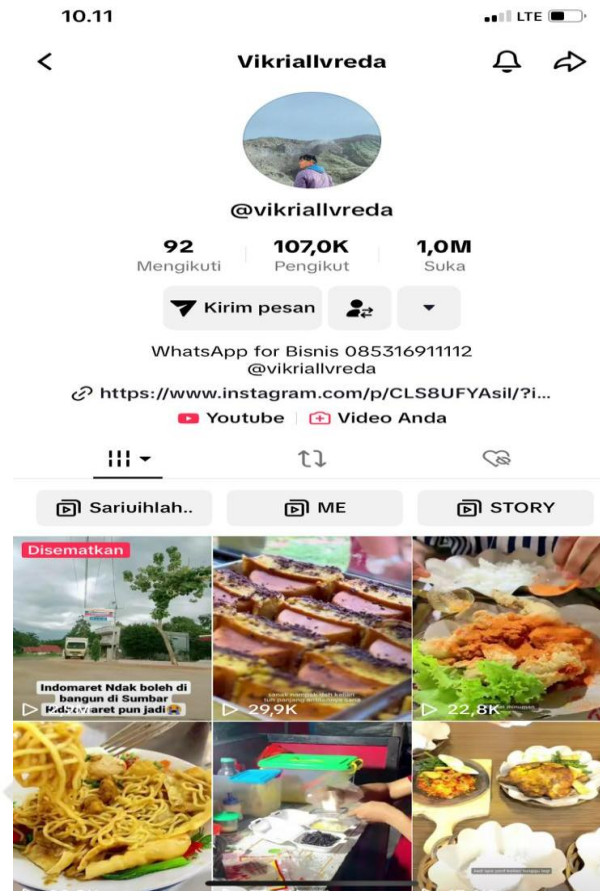 10.11
LTE
Vikriallvreda
@vikriallvreda
92 107,0K 1,0M
Mengikuti Pengikut Suka
Kirim pesan
WhatsApp for Bisnis 085316911112
@vikriallvreda
https://www.instagram.com/p/CLS8UFYAsil/?i...
Youtube Video Anda
Sariuihlah.. ME STORY
Disematkan
Indomaret Ndak boleh di
bangun di Sumbar
pun jadi
29,9K
22,8K